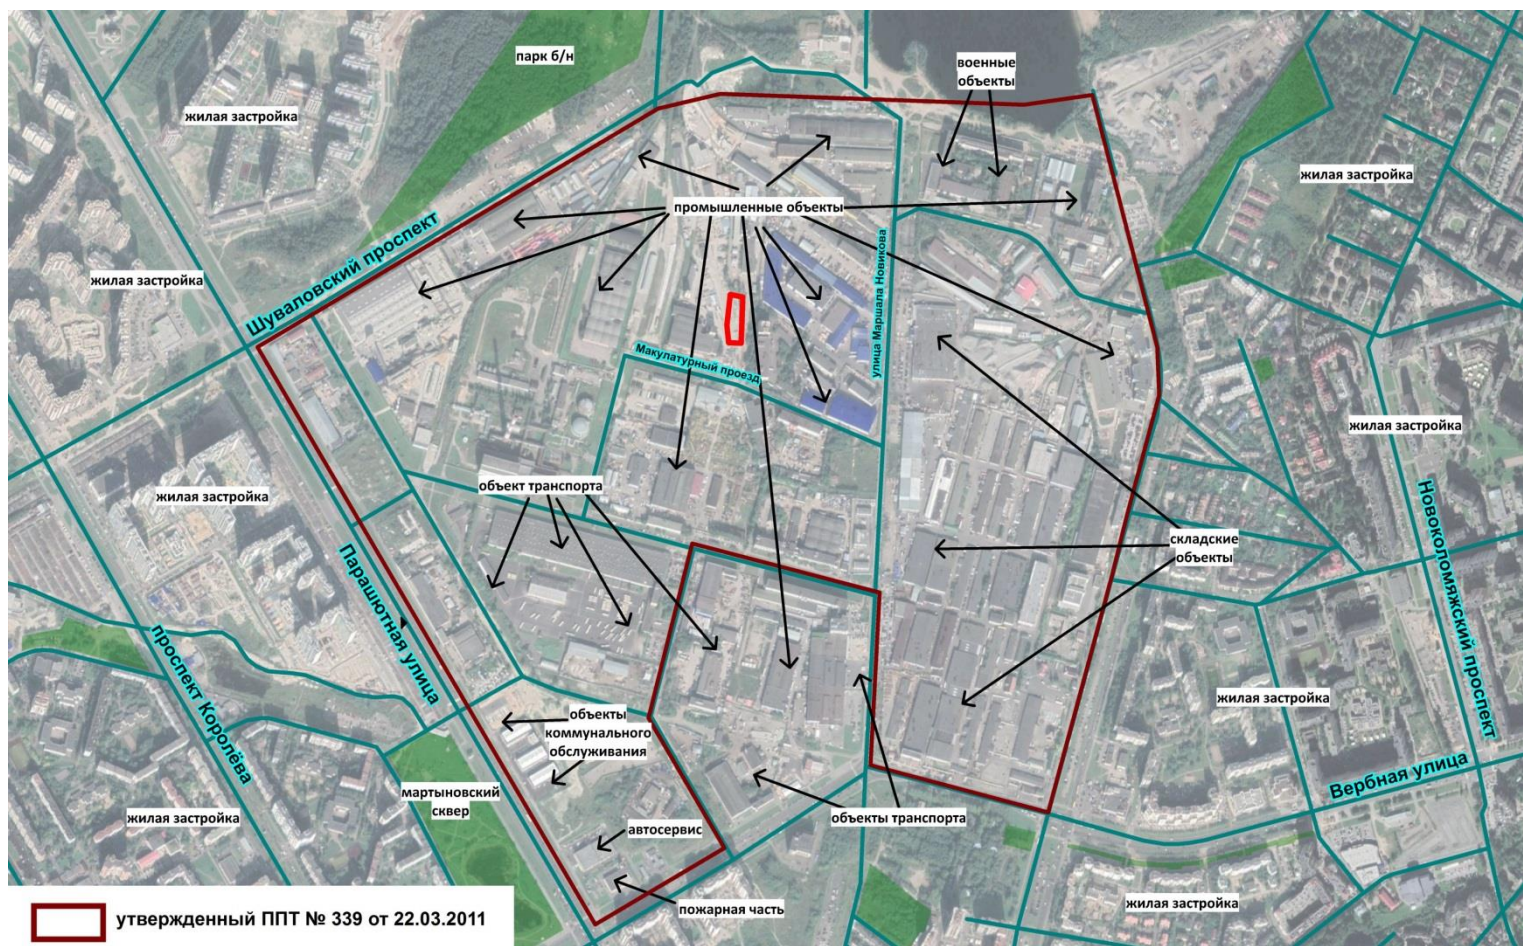 парк б/н
военные
объекты
жилая застройка
жилая застройка
промышленные объекты
Шуваловский проспект
улица Маршала Новикова
жилая застройка
Макулатурный проезд
жилая застройка
объект транспорта
жилая застройка
Новоколомяжский проспект
складские
объекты
Парашютная улица
проспект Королёва
жилая застройка
объекты
коммунального
обслуживания
Вербная улица
мартыновский
сквер
жилая застройка
объекты транспорта
автосервис
пожарная часть
жилая застройка
утвержденный ППТ № 339 от 22.03.2011